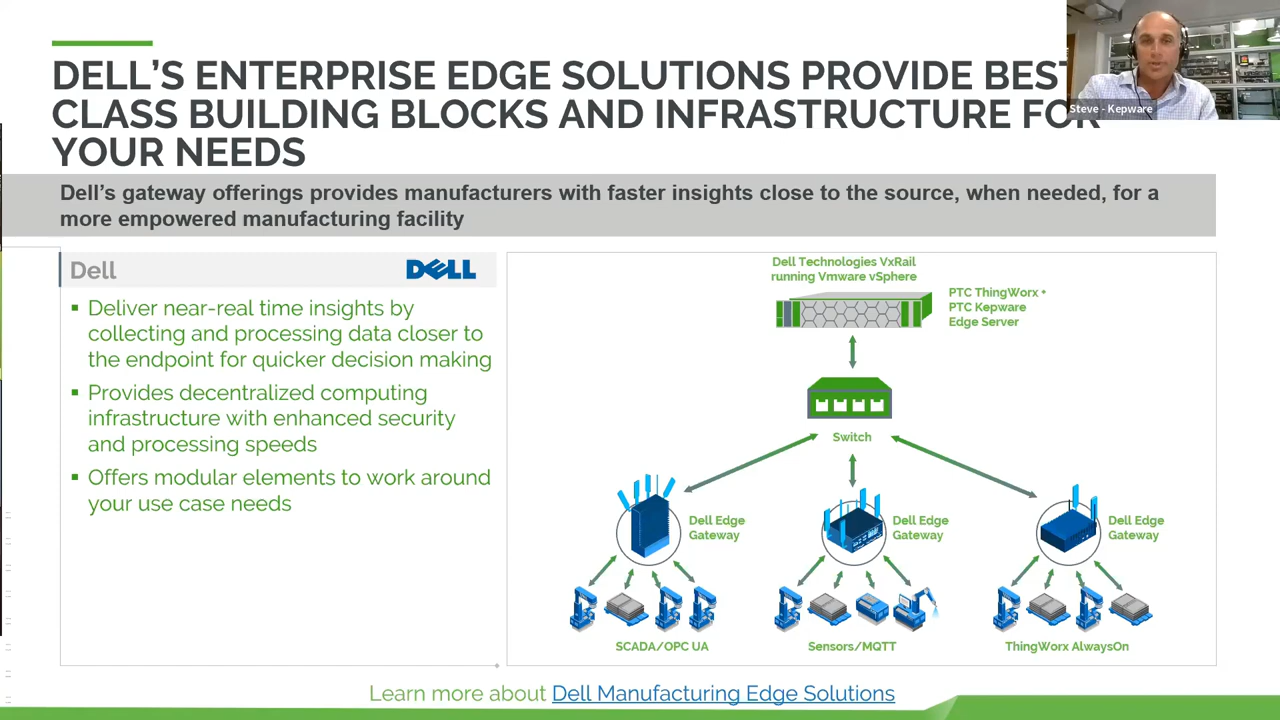 DELL'S ENTERPRISE EDGE SOLUTIONS PROVIDE BEST
CLASS BUILDING BLOCKS AND INFRASTRUCTURE FOR
YOUR NEEDS
Steve - Kepware
Dell's gateway offerings provides manufacturers with faster insights close to the source, when needed, for a
more empowered manufacturing facility
Dell
DELL
▪ Deliver near-real time insights by
collecting and processing data closer to
the endpoint for quicker decision making
▪ Provides decentralized computing
infrastructure with enhanced security
and processing speeds
▪ Offers modular elements to work around
your use case needs
Dell Technologies VxRail
running Vmware vSphere
PTC ThingWorx +
PTC Kepware
Edge Server
Switch
Dell Edge
Gateway
Dell Edge
Gateway
Dell Edge
Gateway
SCADA/OPC UA
Sensors/MQTT
ThingWorx AlwaysOn
Learn more about Dell Manufacturing Edge Solutions